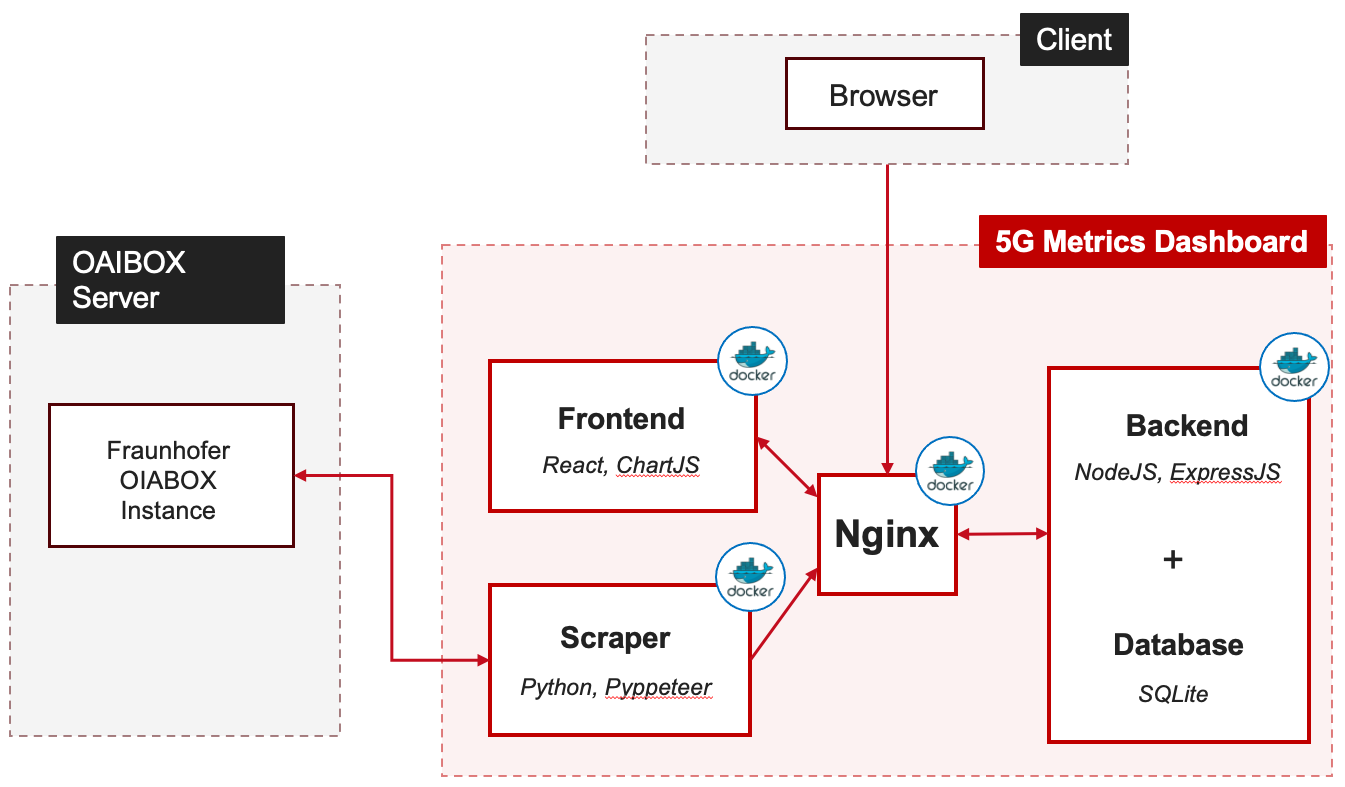 Client
Browser
5G Metrics Dashboard
OAIBOX
Server
Fraunhofer
OIABOX
Instance
docker
Frontend
React, ChartJS
docker
Scraper
Python, Pyppeteer
docker
Nginx
docker
Backend
NodeJS, ExpressJS
+
Database
SQLite